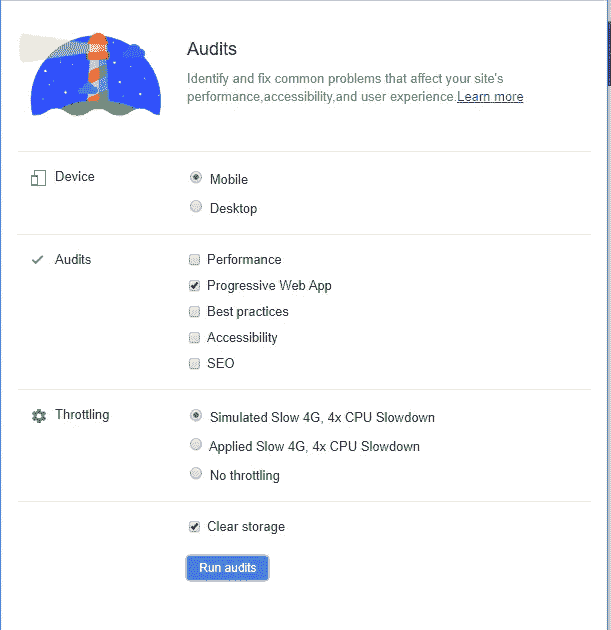 Audits
Identify and fix common problems that affect your site's
performance,accessibility,and user experience.Learn more
Device
Mobile
Desktop
Audits
Performance
Progressive Web App
Best practices
Accessibility
SEO
Throttling
Simulated Slow 4G, 4x CPU Slowdown
Applied Slow 4G, 4x CPU Slowdown
No throttling
Clear storage
Run audits